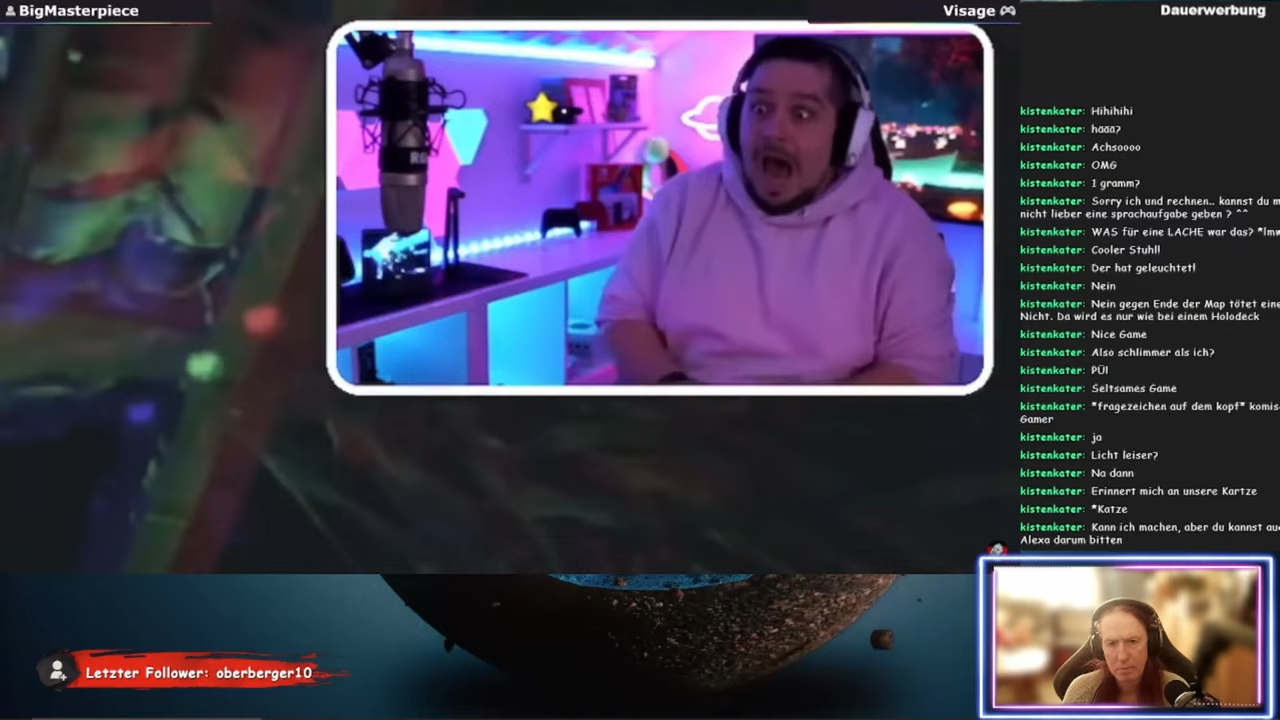 BigMasterpiece
Visage
Dauerwerbung
kistenkater: Hihihihi
kistenkater: häää?
kistenkater: Achsoooo
kistenkater: OMG
kistenkater: 1 gramm?
kistenkater: Sorry ich und rechnen.. kannst du
nicht lieber eine sprachaufgabe geben ? ^^
kistenkater: WAS für eine LACHE war das?
kistenkater: Cooler Stuhl!
kistenkater: Der hat geleuchtet!
kistenkater: Nein
kistenkater: Nein gegen Ende der Map tötet
Nicht. Da wird es nur wie bei einem Holodeck
kistenkater: Nice Game
kistenkater: Also schlimmer als ich?
kistenkater: PÜ!
kistenkater: Seltsames Game
kistenkater: *fragezeichen auf dem kopf*
Gamer
kistenkater: ja
kistenkater: Licht leiser?
kistenkater: Na dann
kistenkater: Erinnert mich an unsere Kartze
kistenkater: *Katze
kistenkater: Kann ich machen, aber du kannst
Alexa darum bitten
Letzter Follower: oberberger10